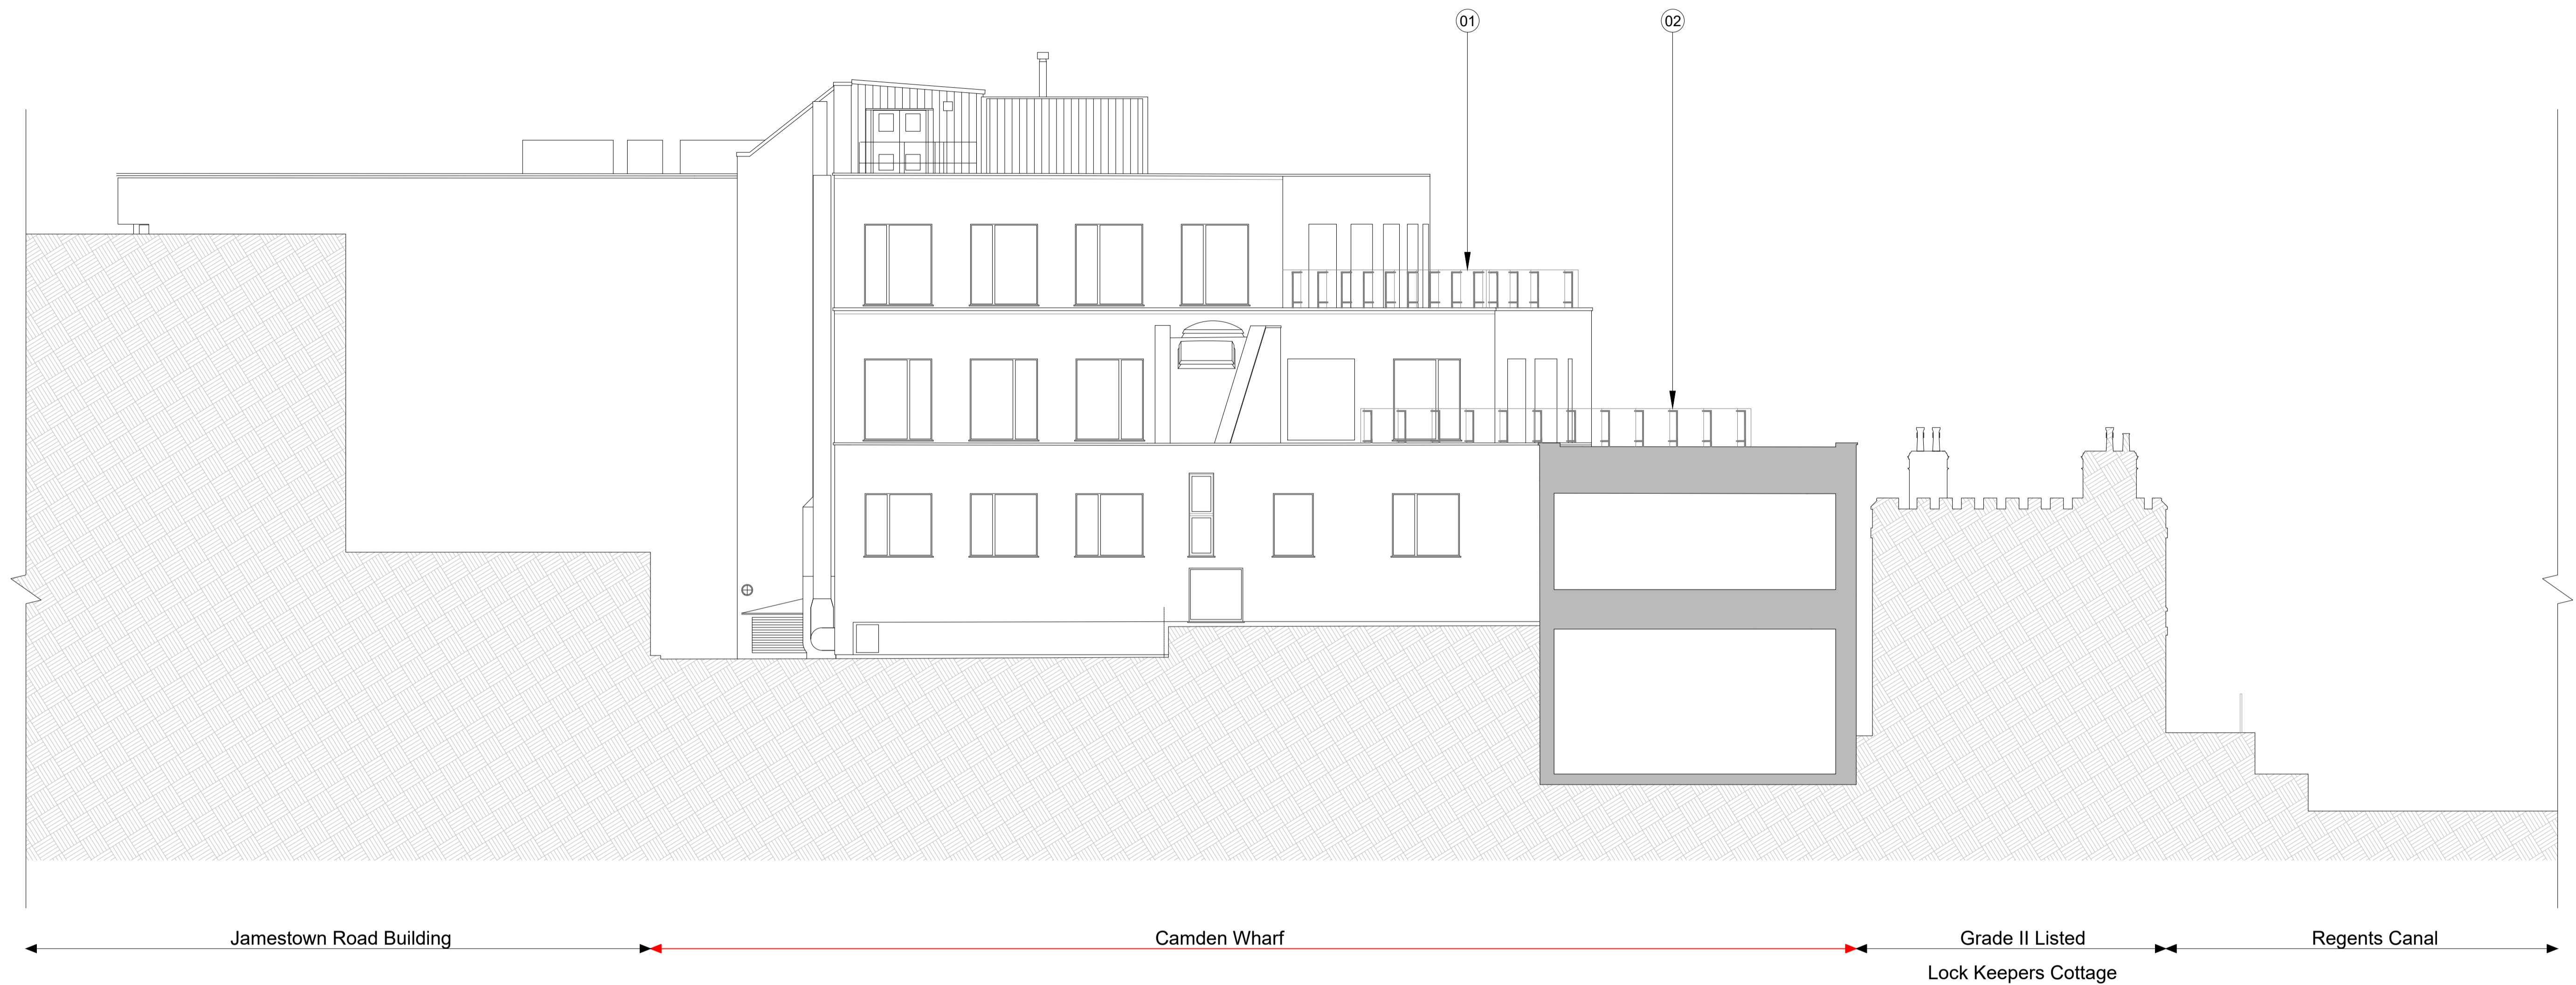 01
02
Jamestown Road Building
Camden Wharf
Grade II Listed
Lock Keepers Cottage
Regents Canal